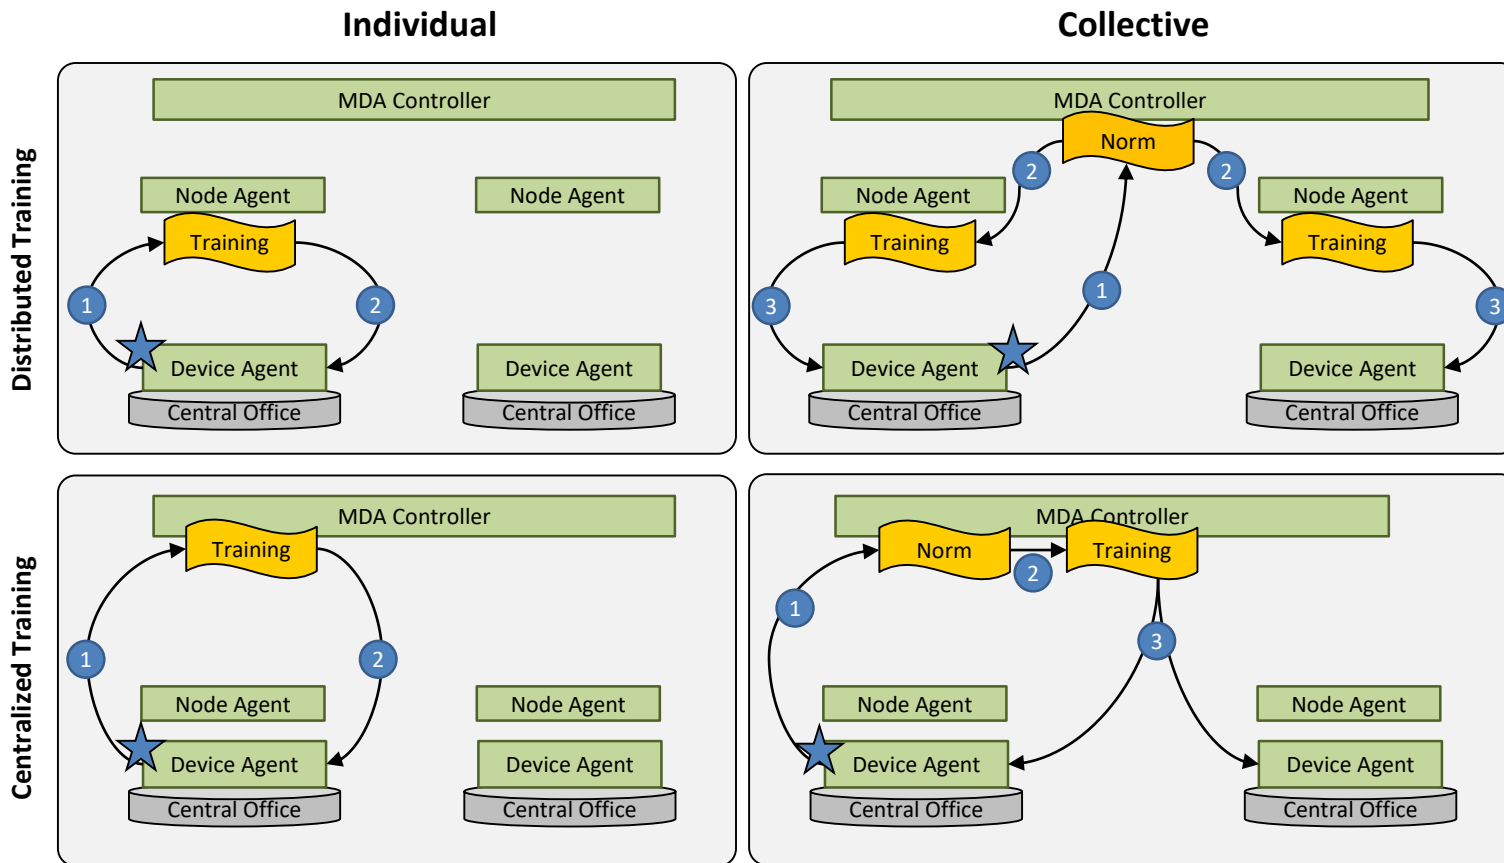 Individual
Collective
Distributed Training
MDA Controller
Node Agent
Node Agent
Training
1
2
Device Agent
Device Agent
Central Office
Central Office
MDA Controller
Norm
2
2
Node Agent
Node Agent
Training
Training
3
1
3
Device Agent
Device Agent
Central Office
Central Office
Centralized Training
MDA Controller
Training
1
2
Node Agent
Node Agent
Device Agent
Device Agent
Central Office
Central Office
MDA Controller
Norm
Training
2
1
3
Node Agent
Node Agent
Device Agent
Device Agent
Central Office
Central Office